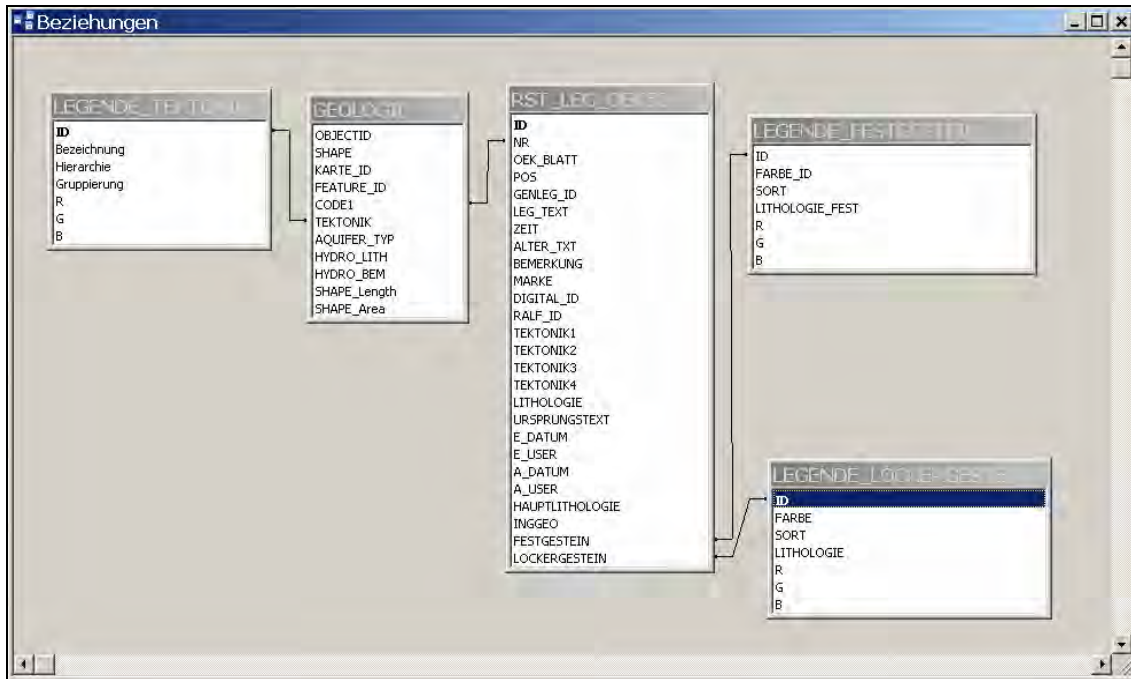 Beziehungen
ID
Bezeichnung
Hierarchie
Gruppierung
R
G
B
GEOLOGIE
OBJECTID
SHAPE
KARTE_ID
FEATURE_ID
CODE1
TEKTONIK
AQUIFER_TYP
HYDRO_LITH
HYDRO_BEM
SHAPE_Length
SHAPE_Area
ID
NR
OEK_BLATT
POS
GENLEG_ID
LEG_TEXT
ZEIT
ALTER_TXT
BEMERKUNG
MARKE
DIGITAL_ID
RALF_ID
TEKTONIK1
TEKTONIK2
TEKTONIK3
TEKTONIK4
LITHOLOGIE
URSPRUNGSTEXT
E_DATUM
E_USER
A_DATUM
A_USER
HAUPTLITHOLOGIE
INGGEO
FESTGESTEIN
LOCKERGESTEIN
ID
FARBE_ID
SORT
LITHOLOGIE_FEST
R
G
B
ID
FARBE
SORT
LITHOLOGIE
R
G
B